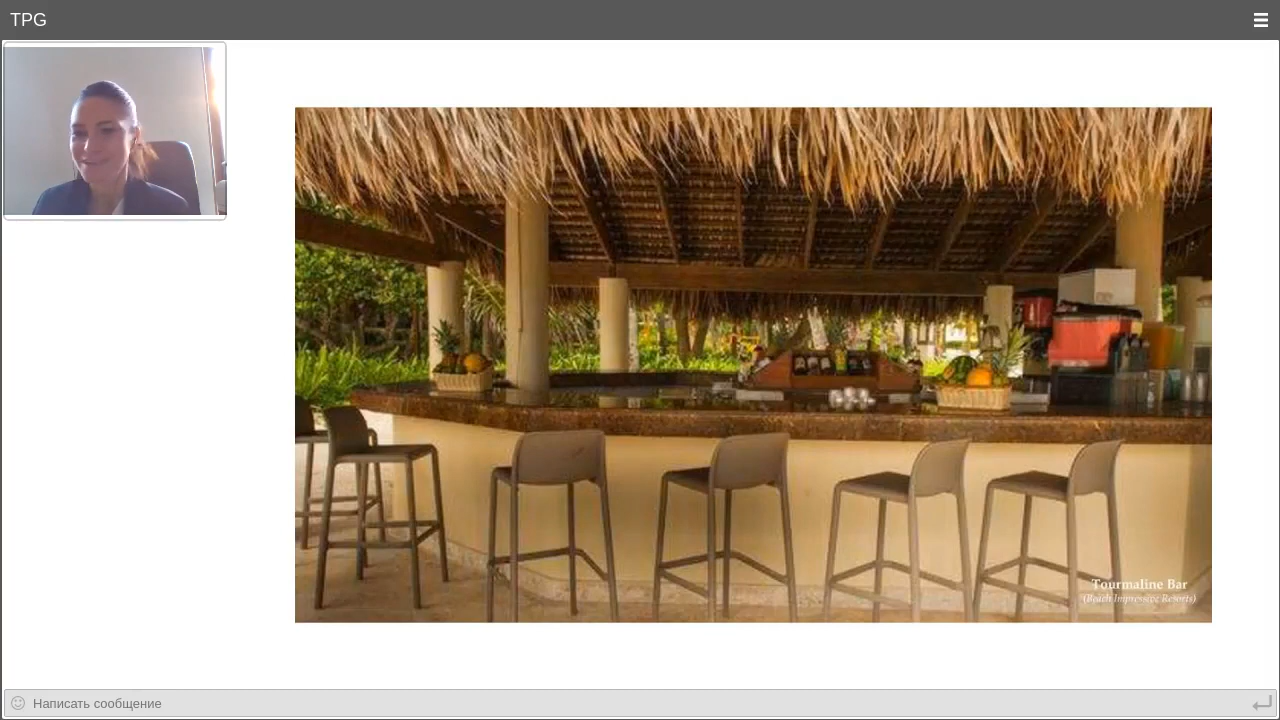 TPG
Tourmaline Bar
(Beach Impressive Resorts)
Написать сообщение